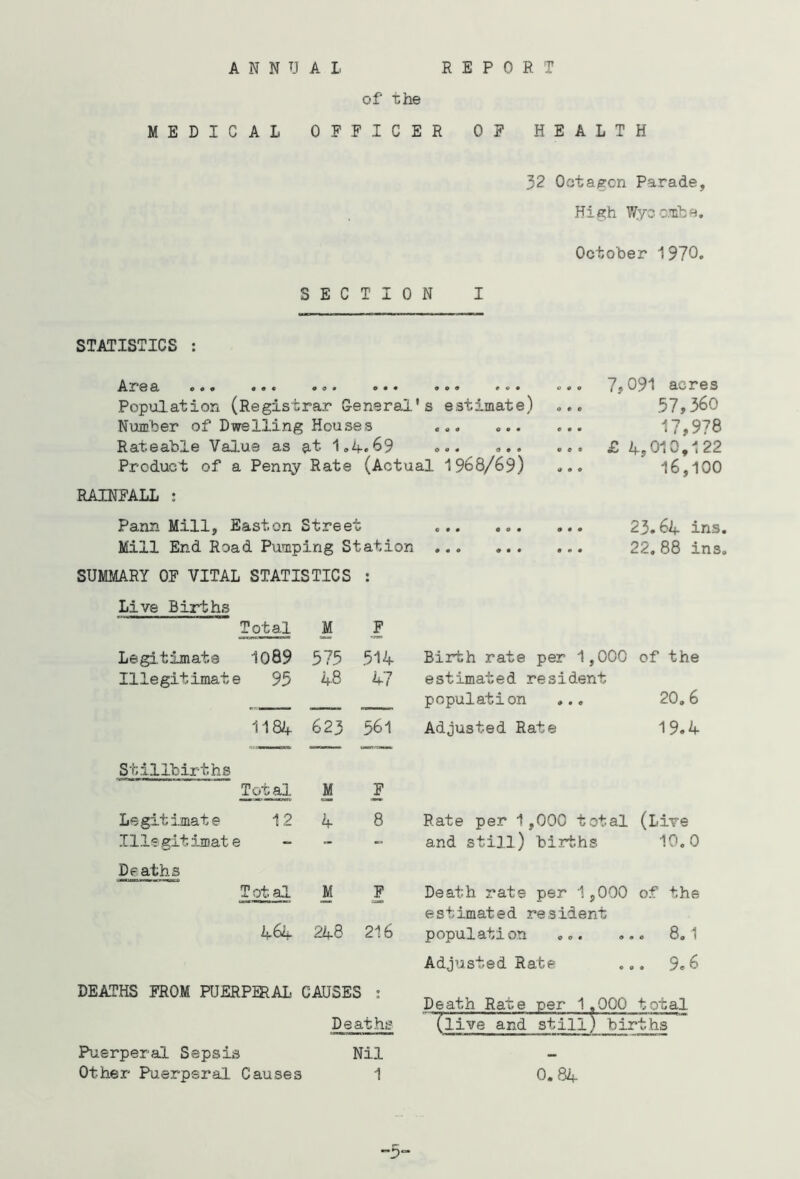 ANNUAL REPORT
of the
MEDICAL OFFICER OF HEALTH
32 Octagon Parade,
High Wycombe.
October 1970.
SECTION I
STATISTICS :
Area ... ... ... ... ... ... ... 7,091 acres
Population (Registrar General's estimate) ... 57,360
Number of Dwelling Houses ... ... ... 17,978
Rateable Value as at 1.4.69 ... ... ... £ 4,010,122
Product of a Penny Rate (Actual 1968/69) ... 16,100
RAINFALL :
Pann Mill, Easton Street ... ... ... 23.64 ins.
Mill End Road Pumping Station ... ... ... 22.88 ins.
SUMMARY OF VITAL STATISTICS :
Live Births
Total M F
Legitimate 1089 575 514 Birth rate per 1,000 of the
Illegitimate 95 48 47 estimated resident
population ... 20.6
1184 623 561 Adjusted Rate 19.4
Stillbirths
Total M F
Legitimate 12 4 8 Rate per 1,000 total (Live
Illegitimate - - - and still) births 10.0
Deaths
Total M F Death rate per 1,000 of the
estimated resident
464 248 216 population ... ... 8.1
Adjusted Rate ... 9.6
DEATHS FROM PUERPERAL CAUSES :
Death Rate per 1,000 total
Deaths (live and still) births
Puerperal Sepsis Nil -
Other Puerperal Causes 1 0.84
-5-